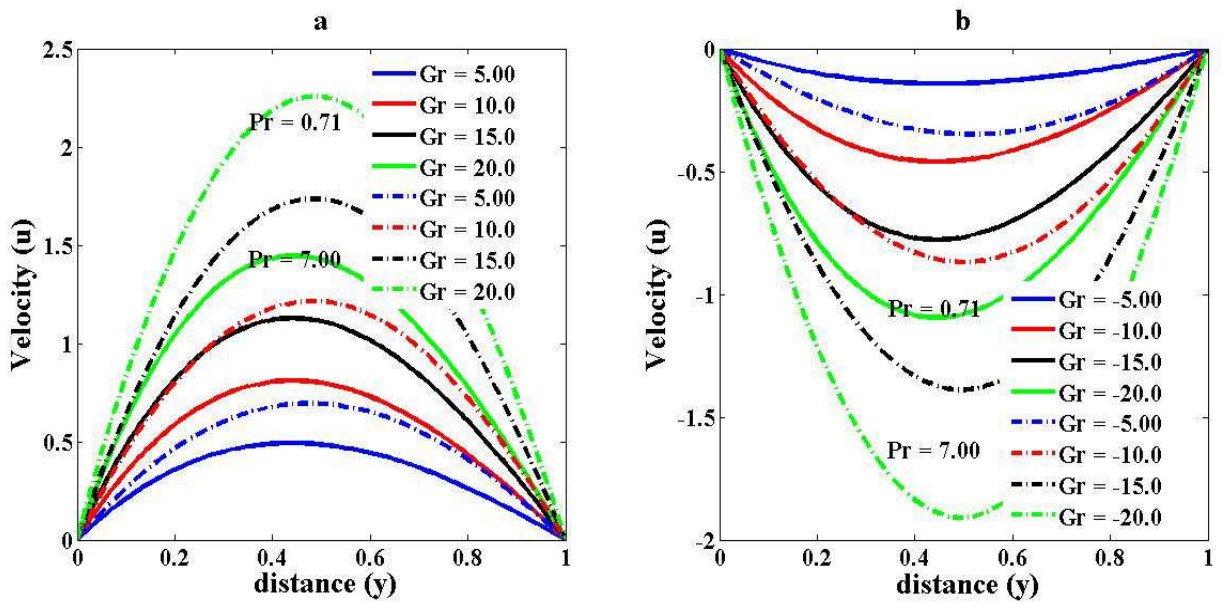 a
Velocity (u)
2.5
2
1.5
1
0.5
0
Pr = 0.71
Pr = 7.00
Gr = 5.00
Gr = 10.0
Gr = 15.0
Gr = 20.0
Gr = 5.00
Gr = 10.0
Gr = 15.0
Gr = 20.0
0 0.2 0.4 0.6 0.8 1
distance (y)
b
Velocity (u)
0
-0.5
-1
-1.5
-2
Pr = 0.71
Pr = 7.00
Gr = -5.00
Gr = -10.0
Gr = -15.0
Gr = -20.0
Gr = -5.00
Gr = -10.0
Gr = -15.0
Gr = -20.0
0 0.2 0.4 0.6 0.8 1
distance (y)